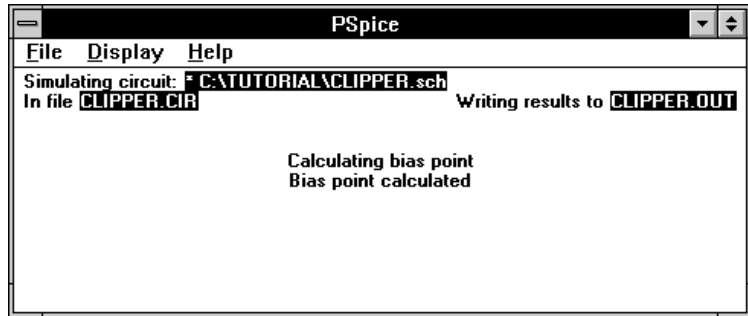 PSpice
File Display Help
Simulating circuit: * C:\TUTORIAL\CLIPPER.sch
In file CLIPPER.CIR Writing results to CLIPPER.OUT
Calculating bias point
Bias point calculated